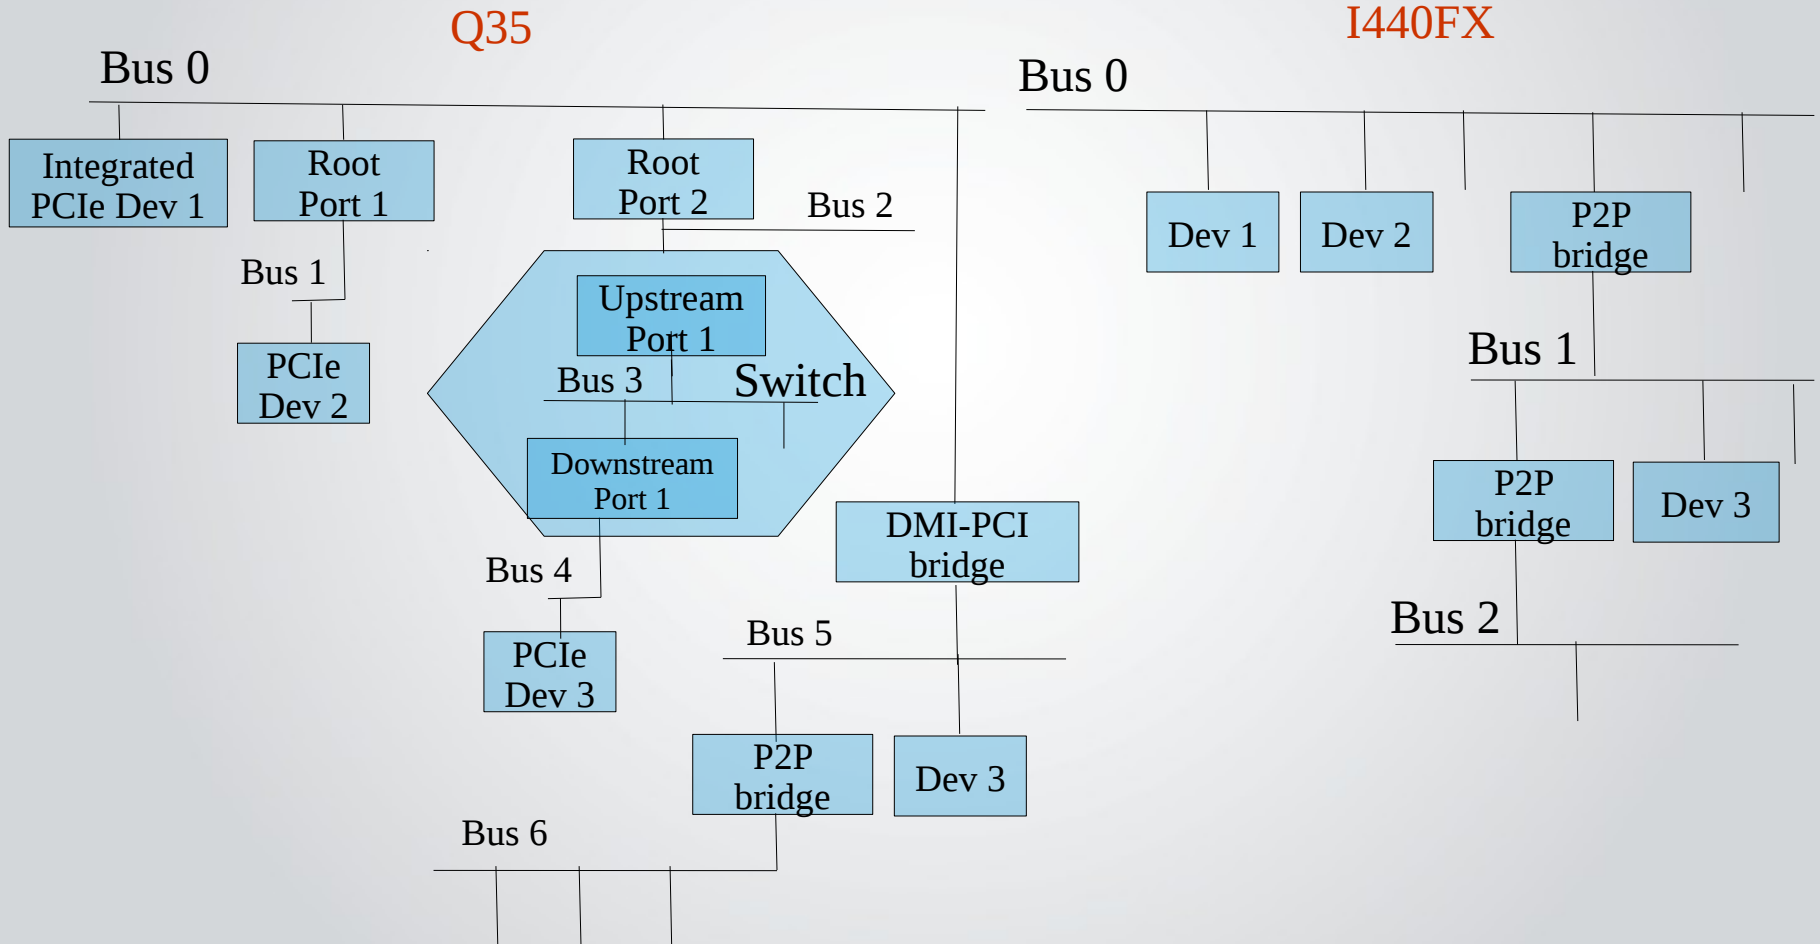 Q35
Bus 0
Integrated
PCIe Dev 1
Root
Port 1
Root
Port 2
Bus 2
Bus 1
PCIe
Dev 2
Upstream
Port 1
Bus 3
Switch
Downstream
Port 1
Bus 4
PCIe
Dev 3
DMI-PCI
bridge
Bus 5
P2P
bridge
Dev 3
Bus 6
I440FX
Bus 0
Dev 1
Dev 2
P2P
bridge
Bus 1
P2P
bridge
Dev 3
Bus 2